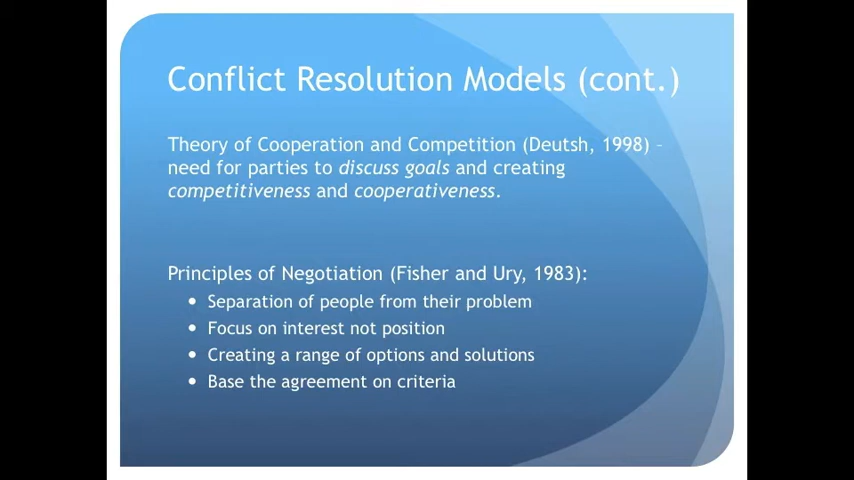 Conflict Resolution Models (cont.)
Theory of Cooperation and Competition (Deutsh, 1998) –
need for parties to discuss goals and creating
competitiveness and cooperativeness.
Principles of Negotiation (Fisher and Ury, 1983):
• Separation of people from their problem
• Focus on interest not position
• Creating a range of options and solutions
• Base the agreement on criteria